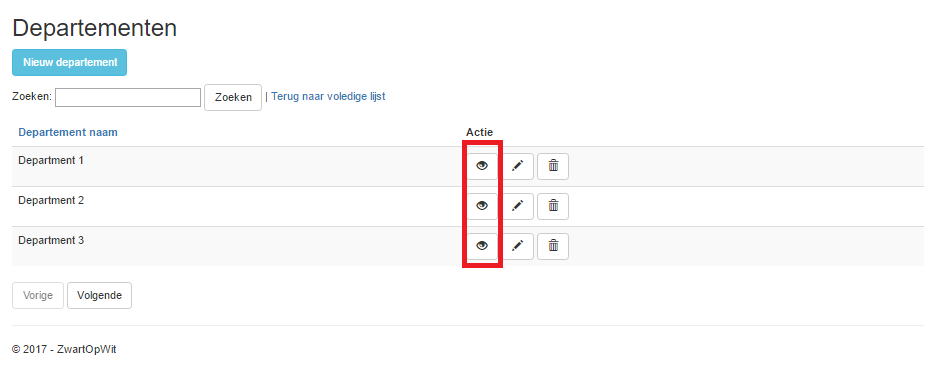 Departementen
Nieuw departement
Zoeken: Zoeken | Terug naar voledige lijst
Departement naam Actie
Department 1
Department 2
Department 3
Vorige Volgende
© 2017 - ZwartOpWit